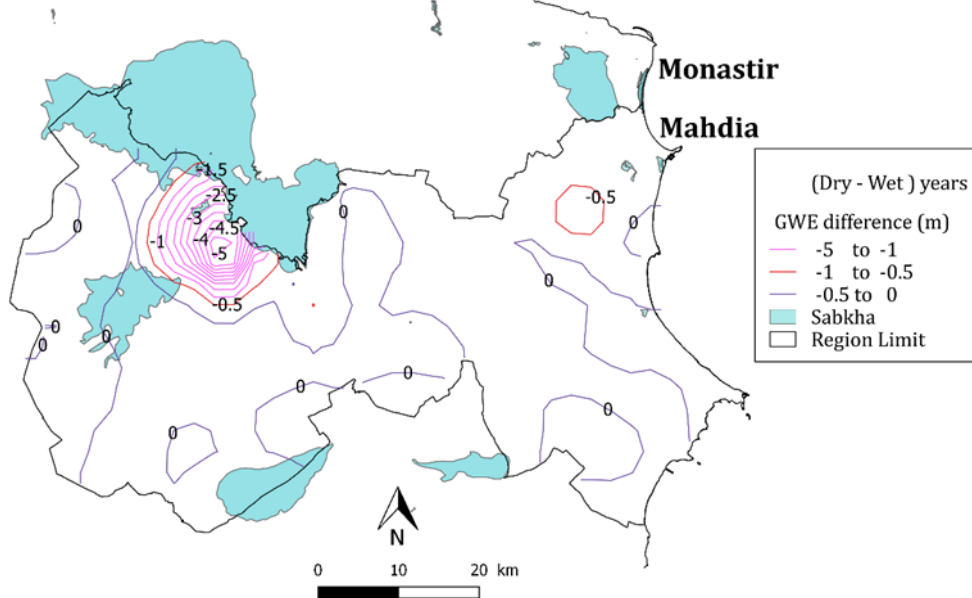 Monastir
Mahdia
(Dry - Wet ) years
GWE difference (m)
-5 to -1
-1 to -0.5
-0.5 to 0
Sabkha
Region Limit
-1.5
-2.5
-0.5
-3
0
0
0
-4.5
-1
-4
-5
0
-0.5
0
0
0
0
0
0
0
N
0 10 20 km